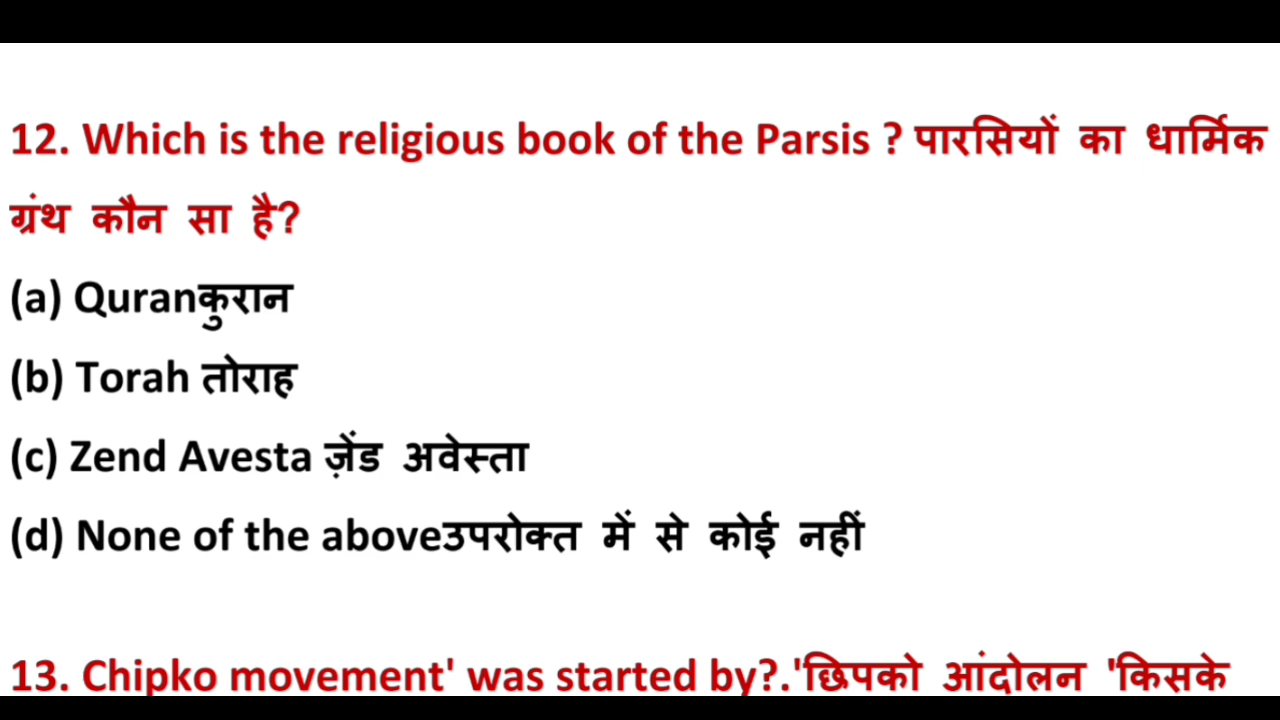 12. Which is the religious book of the Parsis ? पारसियों का धार्मिक
ग्रंथ कौन सा है?
(a) Quranकुरान
(b) Torah तोराह
(c) Zend Avesta ज़ेंड अवेस्ता
(d) None of the aboveउपरोक्त में से कोई नहीं
13. Chipko movement' was started by?.'छिपको आंदोलन 'किसके